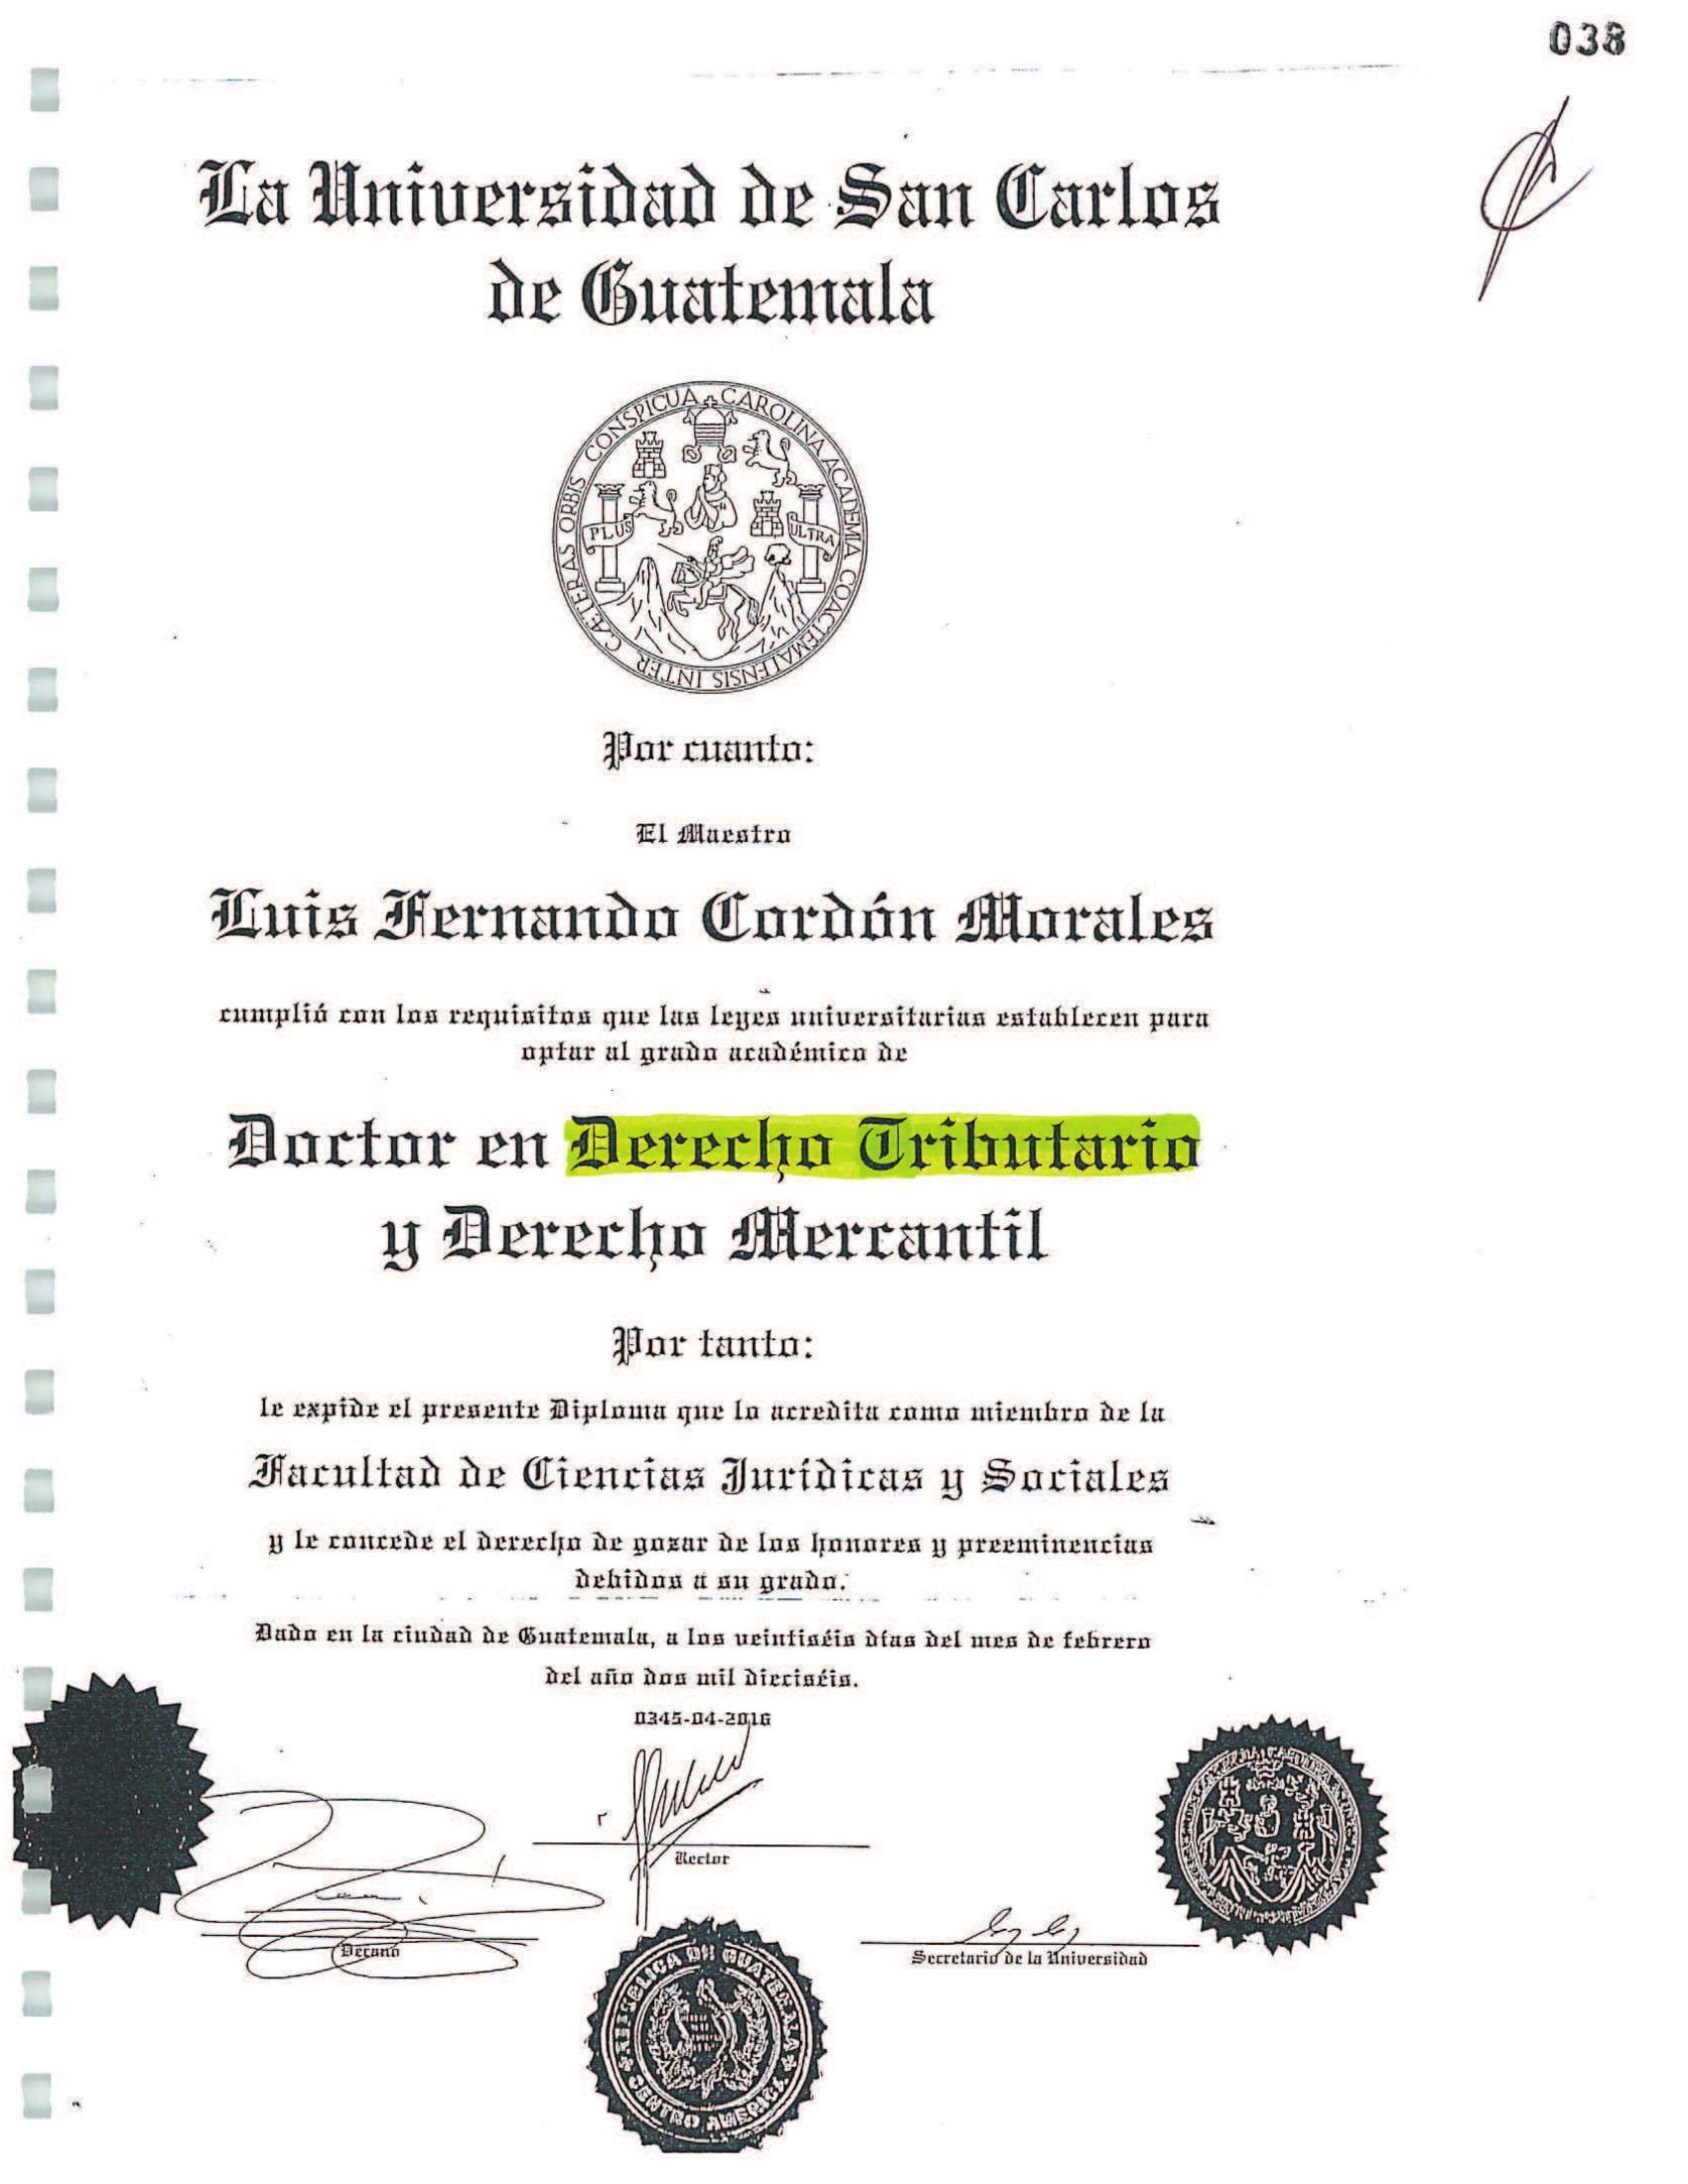 038
La Universidad de San Carlos
de Guatemala
CAROLINA ACADEMIA COACTEMALENSIS INTER CÆTERAS ORBIS CONSPICUA
PLUS ULTRA
Por cuanto:
El Maestro
Luis Fernando Cordón Morales
cumplió con los requisitos que las leyes universitarias establecen para
optar al grado académico de
Doctor en Derecho Tributario
y Derecho Mercantil
Por tanto:
le expide el presente Diploma que lo acredita como miembro de la
Facultad de Ciencias Jurídicas y Sociales
y le concede el derecho de gozar de los honores y preeminencias
debidos a su grado.
Dado en la ciudad de Guatemala, a los veintiséis días del mes de febrero
del año dos mil dieciséis.
0345-04-2016
Rector
Decano
Secretario de la Universidad
REPUBLICA DE GUATEMALA
CENTRO AMERICA